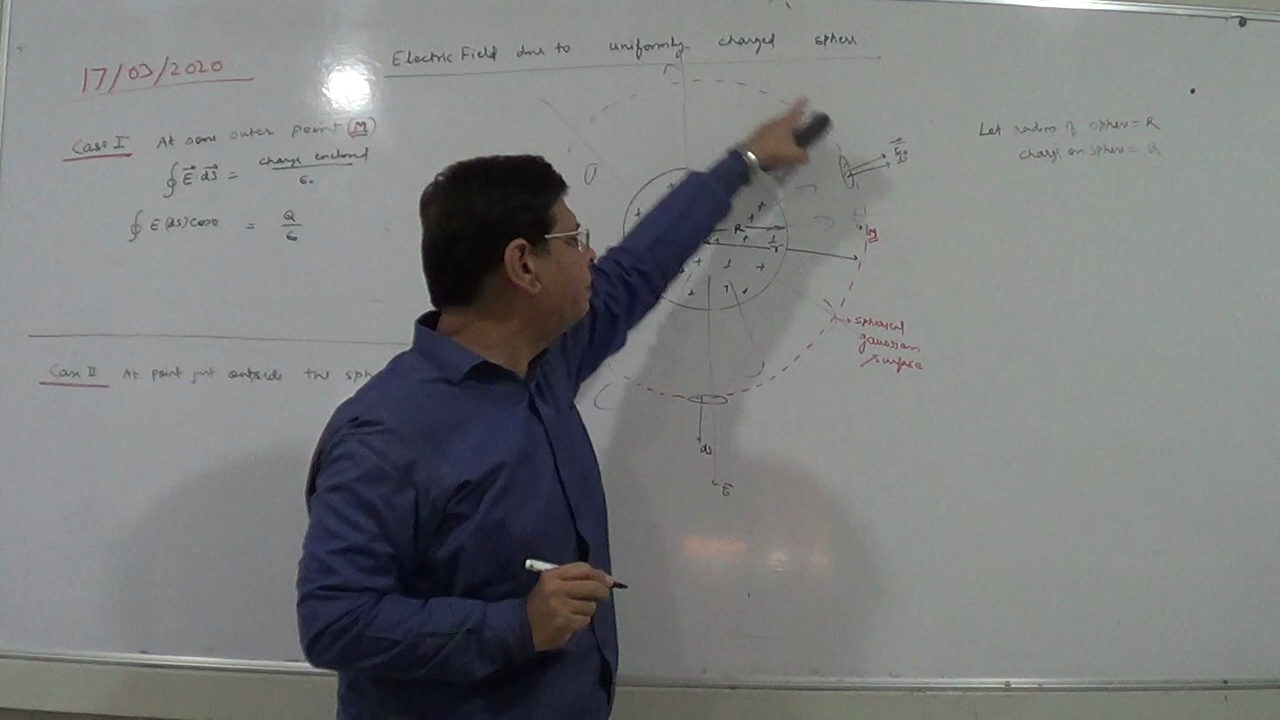 17/03/2020
Electric Field due to uniformly charged sphere
Case I At some outer point (M)
∮ E⃗ ds⃗ = charge enclosed / ε₀
∮ E (ds) cosθ = Q / ε
Case II At point just outside the sph
Let radius of sphere = R
charge on sphere = Q
R
r
M
spherical
gaussian
surface
ds
E⃗